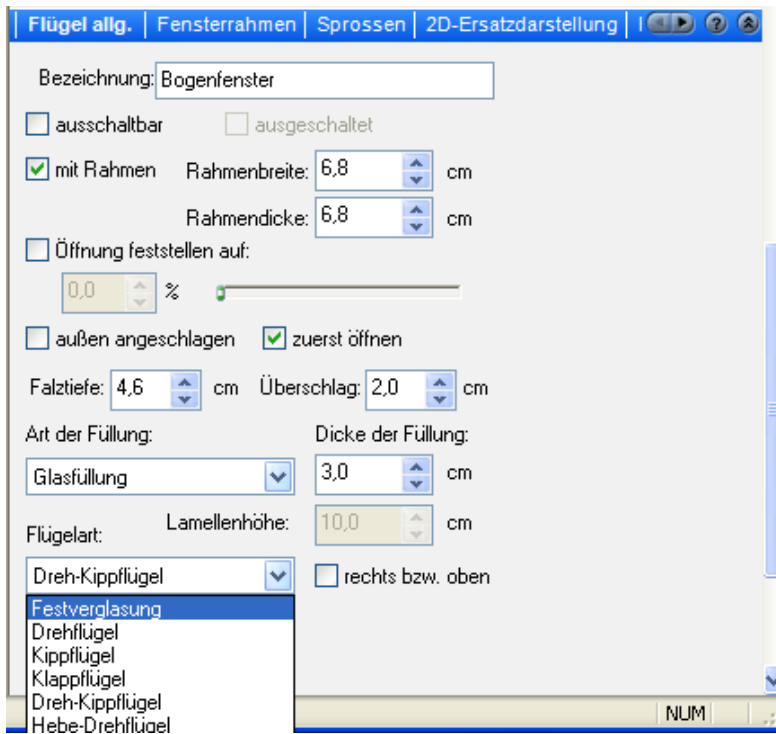 Flügel allg. Fensterrahmen Sprossen 2D-Ersatzdarstellung
Bezeichnung: Bogenfenster
ausschaltbar ausgeschaltet
mit Rahmen Rahmenbreite: 6,8 cm
Rahmendicke: 6,8 cm
Öffnung feststellen auf:
0,0 %
außen angeschlagen zuerst öffnen
Falztiefe: 4,6 cm Überschlag: 2,0 cm
Art der Füllung: Dicke der Füllung:
Glasfüllung 3,0 cm
Flügelart: Lamellenhöhe: 10,0 cm
Dreh-Kippflügel rechts bzw. oben
Festverglasung
Drehflügel
Kippflügel
Klappflügel
Dreh-Kippflügel
Hebe-Drehflügel
NUM